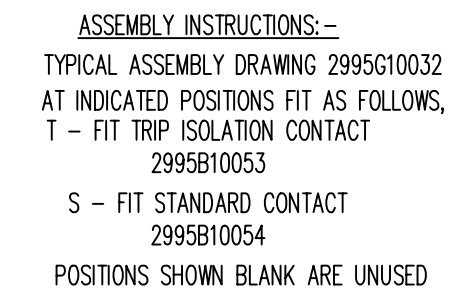 ASSEMBLY INSTRUCTIONS:-
TYPICAL ASSEMBLY DRAWING 2995G10032
AT INDICATED POSITIONS FIT AS FOLLOWS,
T - FIT TRIP ISOLATION CONTACT
2995B10053
S - FIT STANDARD CONTACT
2995B10054
POSITIONS SHOWN BLANK ARE UNUSED